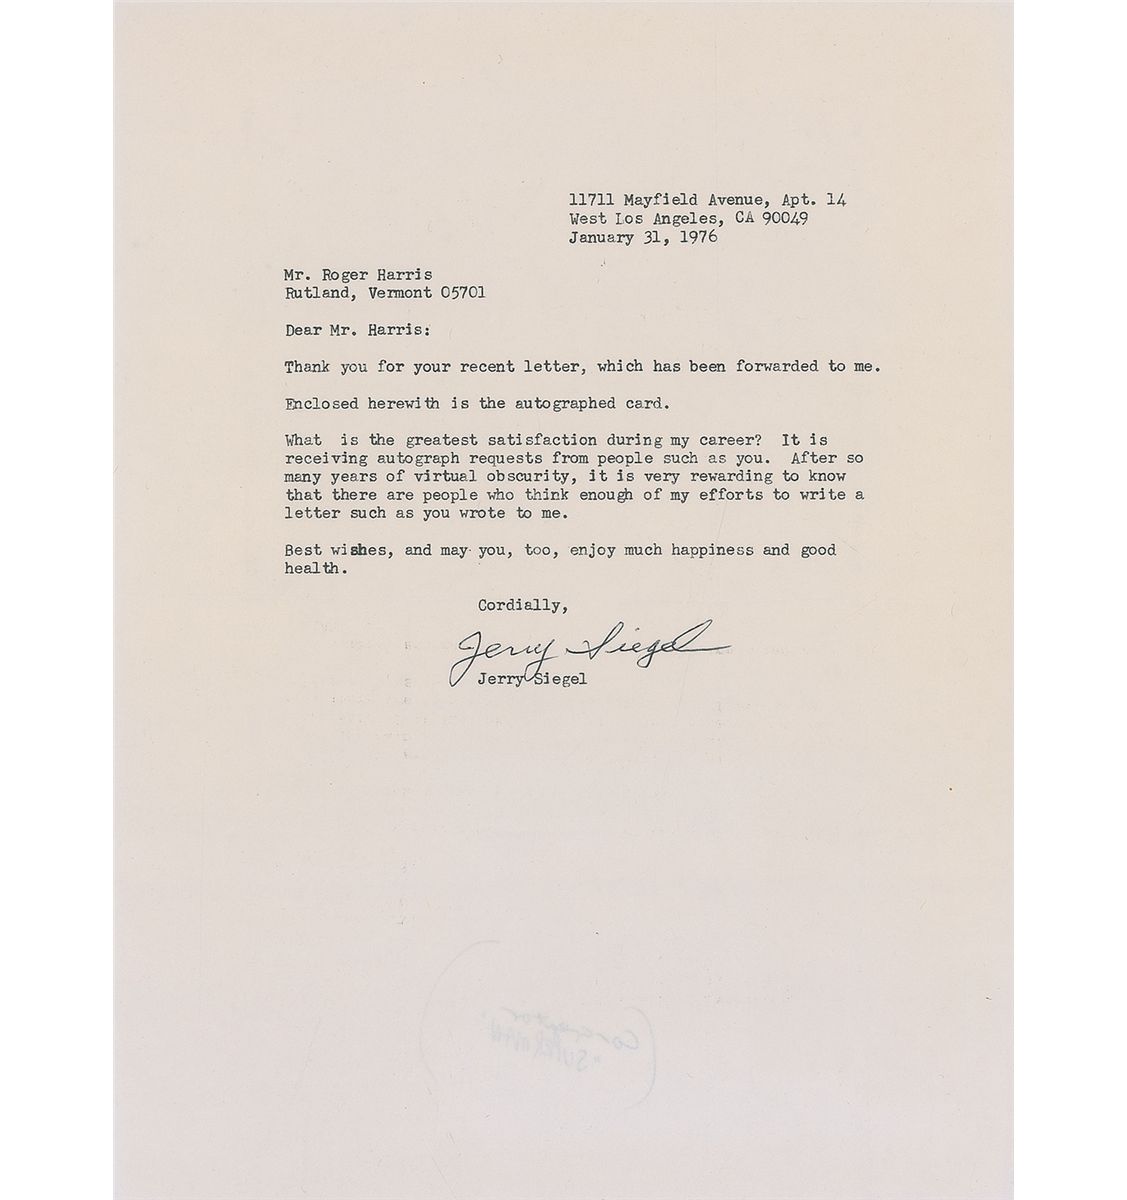 11711 Mayfield Avenue, Apt. 14
West Los Angeles, CA 90049
January 31, 1976
Mr. Roger Harris
Rutland, Vermont 05701
Dear Mr. Harris:
Thank you for your recent letter, which has been forwarded to me.
Enclosed herewith is the autographed card.
What  is the greatest satisfaction during my career?  It is
receiving autograph requests from people such as you.  After so
many years of virtual obscurity, it is very rewarding to know
that there are people who think enough of my efforts to write a
letter such as you wrote to me.
Best wishes, and may you, too, enjoy much happiness and good
health.
Cordially,
Jerry Siegel
Jerry Siegel